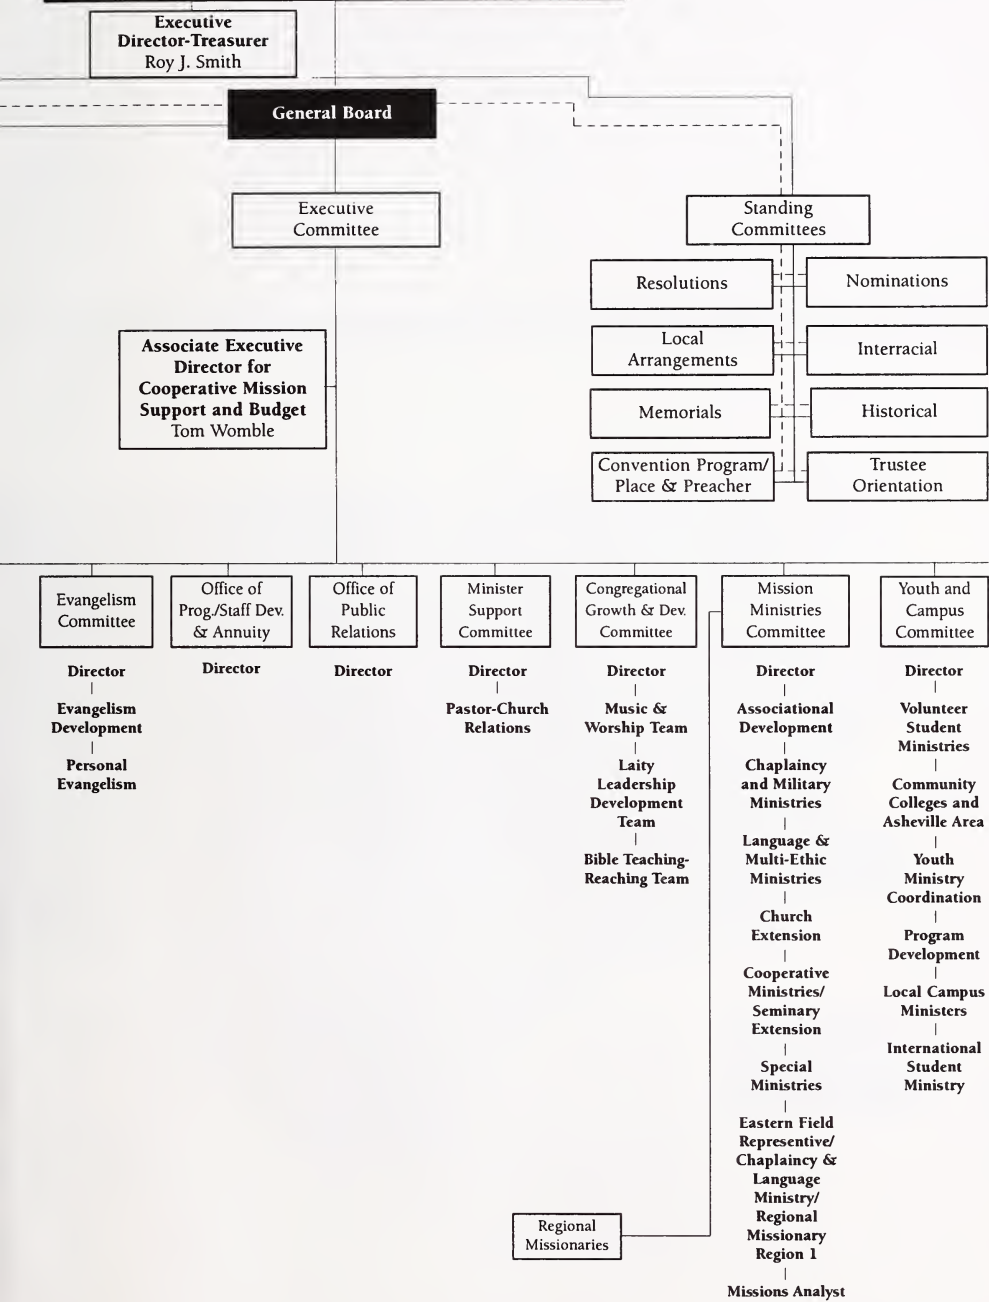 Executive
Director-Treasurer
Roy J. Smith
General Board
Executive
Committee
Standing
Committees
Resolutions
Nominations
Local
Arrangements
Interracial
Memorials
Historical
Convention Program/
Place & Preacher
Trustee
Orientation
Associate Executive
Director for
Cooperative Mission
Support and Budget
Tom Womble
Evangelism
Committee
Director
Evangelism
Development
Personal
Evangelism
Office of
Prog./Staff Dev.
& Annuity
Director
Office of
Public
Relations
Director
Minister
Support
Committee
Director
Pastor-Church
Relations
Congregational
Growth & Dev.
Committee
Director
Music &
Worship Team
Laity
Leadership
Development
Team
Bible Teaching-
Reaching Team
Mission
Ministries
Committee
Director
Associational
Development
Chaplaincy
and Military
Ministries
Language &
Multi-Ethic
Ministries
Church
Extension
Cooperative
Ministries/
Seminary
Extension
Special
Ministries
Eastern Field
Representive/
Chaplaincy &
Language
Ministry/
Regional
Missionary
Region 1
Missions Analyst
Regional
Missionaries
Youth and
Campus
Committee
Director
Volunteer
Student
Ministries
Community
Colleges and
Asheville Area
Youth
Ministry
Coordination
Program
Development
Local Campus
Ministers
International
Student
Ministry